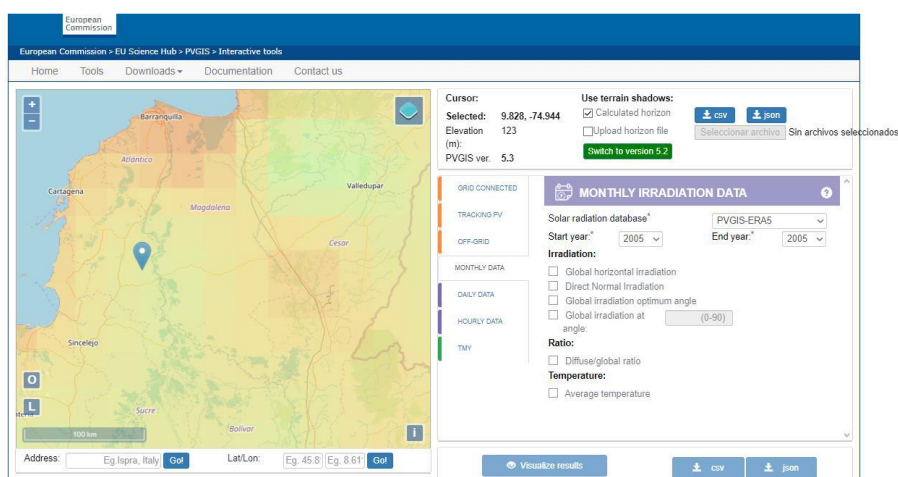 European
Commission
European Commission > EU Science Hub > PVGIS > Interactive tools
Home Tools Downloads Documentation Contact us
+
−
Barranquilla
Atlántico
Cartagena
Magdalena
Valledupar
Cesar
Sincelejo
Sucre
Bolívar
O
L
100 km
i
Address: Eg.Ispra, Italy Go! Lat/Lon: Eg. 45.8 Eg. 8.61 Go!
Cursor:
Selected: 9.828, -74.944
Elevation (m): 123
PVGIS ver. 5.3
Use terrain shadows:
Calculated horizon
Upload horizon file
Switch to version 5.2
csv json
Seleccionar archivo Sin archivos seleccionados
GRID CONNECTED
TRACKING PV
OFF-GRID
MONTHLY DATA
DAILY DATA
HOURLY DATA
TMY
MONTHLY IRRADIATION DATA ?
Solar radiation database* PVGIS-ERA5
Start year:* 2005 End year:* 2005
Irradiation:
Global horizontal irradiation
Direct Normal Irradiation
Global irradiation optimum angle
Global irradiation at
angle: (0-90)
Ratio:
Diffuse/global ratio
Temperature:
Average temperature
Visualize results csv json